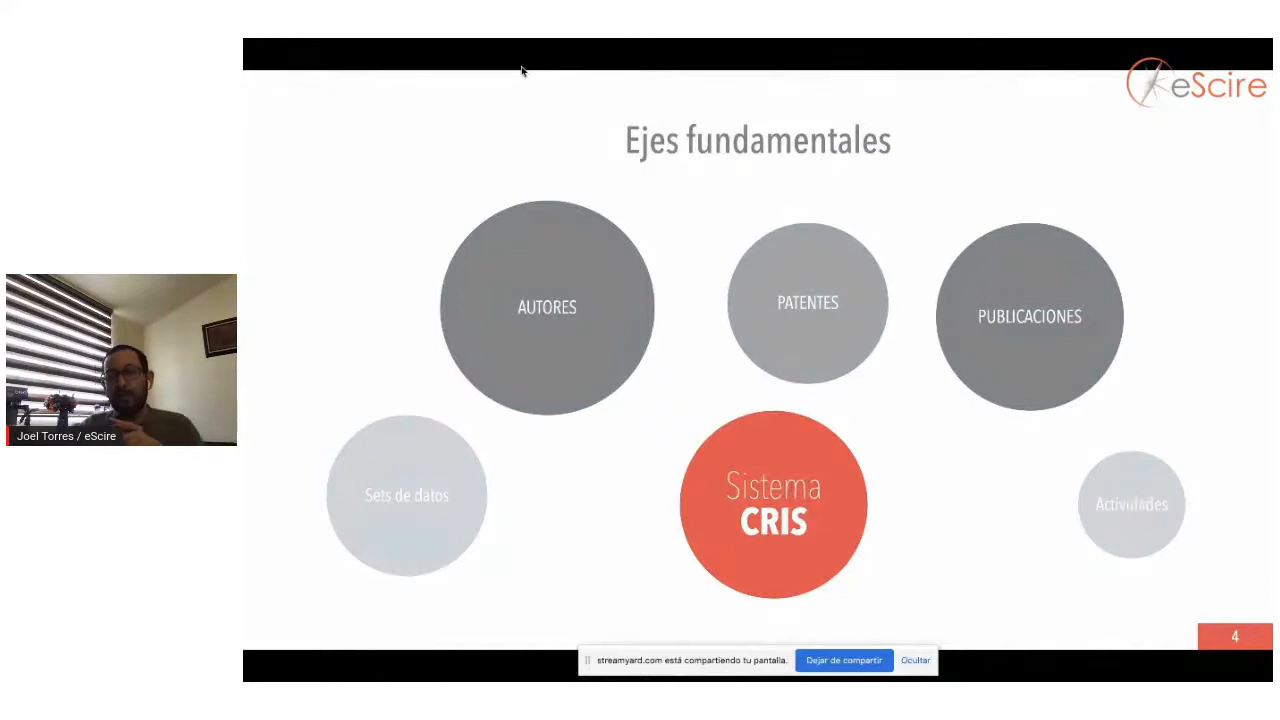 eScire
Ejes fundamentales
AUTORES
PATENTES
PUBLICACIONES
Sets de datos
Sistema
CRIS
Actividades
Joel Torres / eScire
4
streamyard.com está compartiendo tu pantalla.
Dejar de compartir
Ocultar